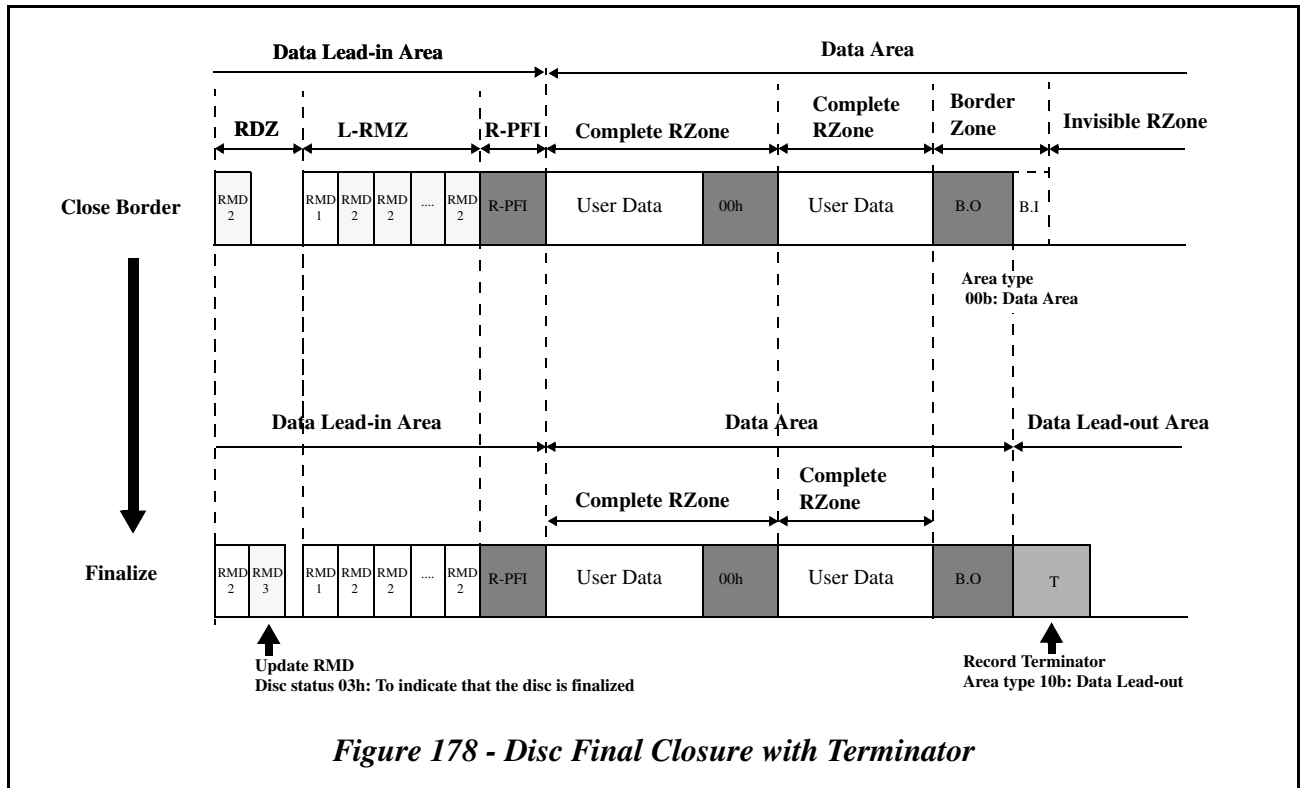 Data Lead-in Area
Data Area
RDZ
L-RMZ
R-PFI
Complete RZone
Complete
RZone
Border
Zone
Invisible RZone
Close Border
RMD
2
RMD
1
RMD
2
RMD
2
....
RMD
2
R-PFI
User Data
00h
User Data
B.O
B.I
Area type
00b: Data Area
Data Lead-in Area
Data Area
Data Lead-out Area
Complete RZone
Complete
RZone
Finalize
RMD
2
RMD
3
RMD
1
RMD
2
RMD
2
....
RMD
2
R-PFI
User Data
00h
User Data
B.O
T
Update RMD
Disc status 03h: To indicate that the disc is finalized
Record Terminator
Area type 10b: Data Lead-out
Figure 178 - Disc Final Closure with Terminator